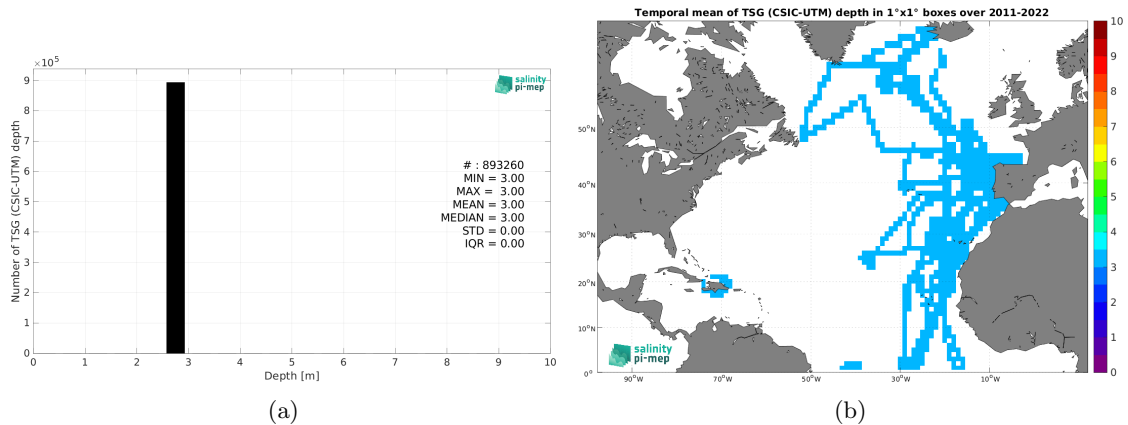 ×10⁵
9
8
7
6
5
4
3
2
1
0
Number of TSG (CSIC-UTM) depth
salinity
pi-mep
# : 893260
MIN = 3.00
MAX = 3.00
MEAN = 3.00
MEDIAN = 3.00
STD = 0.00
IQR = 0.00
0 1 2 3 4 5 6 7 8 9 10
Depth [m]
(a)
Temporal mean of TSG (CSIC-UTM) depth in 1°x1° boxes over 2011-2022
50°N
40°N
30°N
20°N
10°N
0°
salinity
pi-mep
90°W 70°W 50°W 30°W 10°W
10
9
8
7
6
5
4
3
2
1
0
(b)